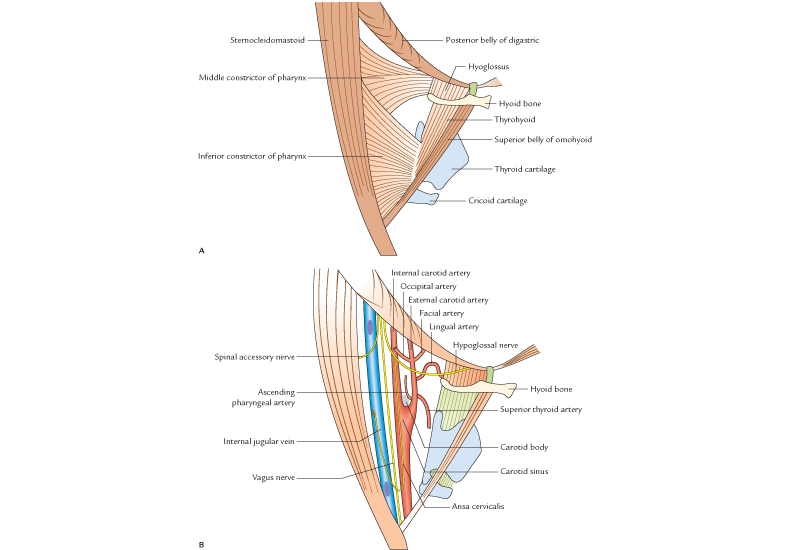 Sternocleidomastoid
Posterior belly of digastric
Hyoglossus
Middle constrictor of pharynx
Hyoid bone
Thyrohyoid
Superior belly of omohyoid
Inferior constrictor of pharynx
Thyroid cartilage
Cricoid cartilage
A
Internal carotid artery
Occipital artery
External carotid artery
Facial artery
Lingual artery
Hypoglossal nerve
Spinal accessory nerve
Hyoid bone
Ascending
pharyngeal artery
Superior thyroid artery
Internal jugular vein
Carotid body
Carotid sinus
Vagus nerve
Ansa cervicalis
B